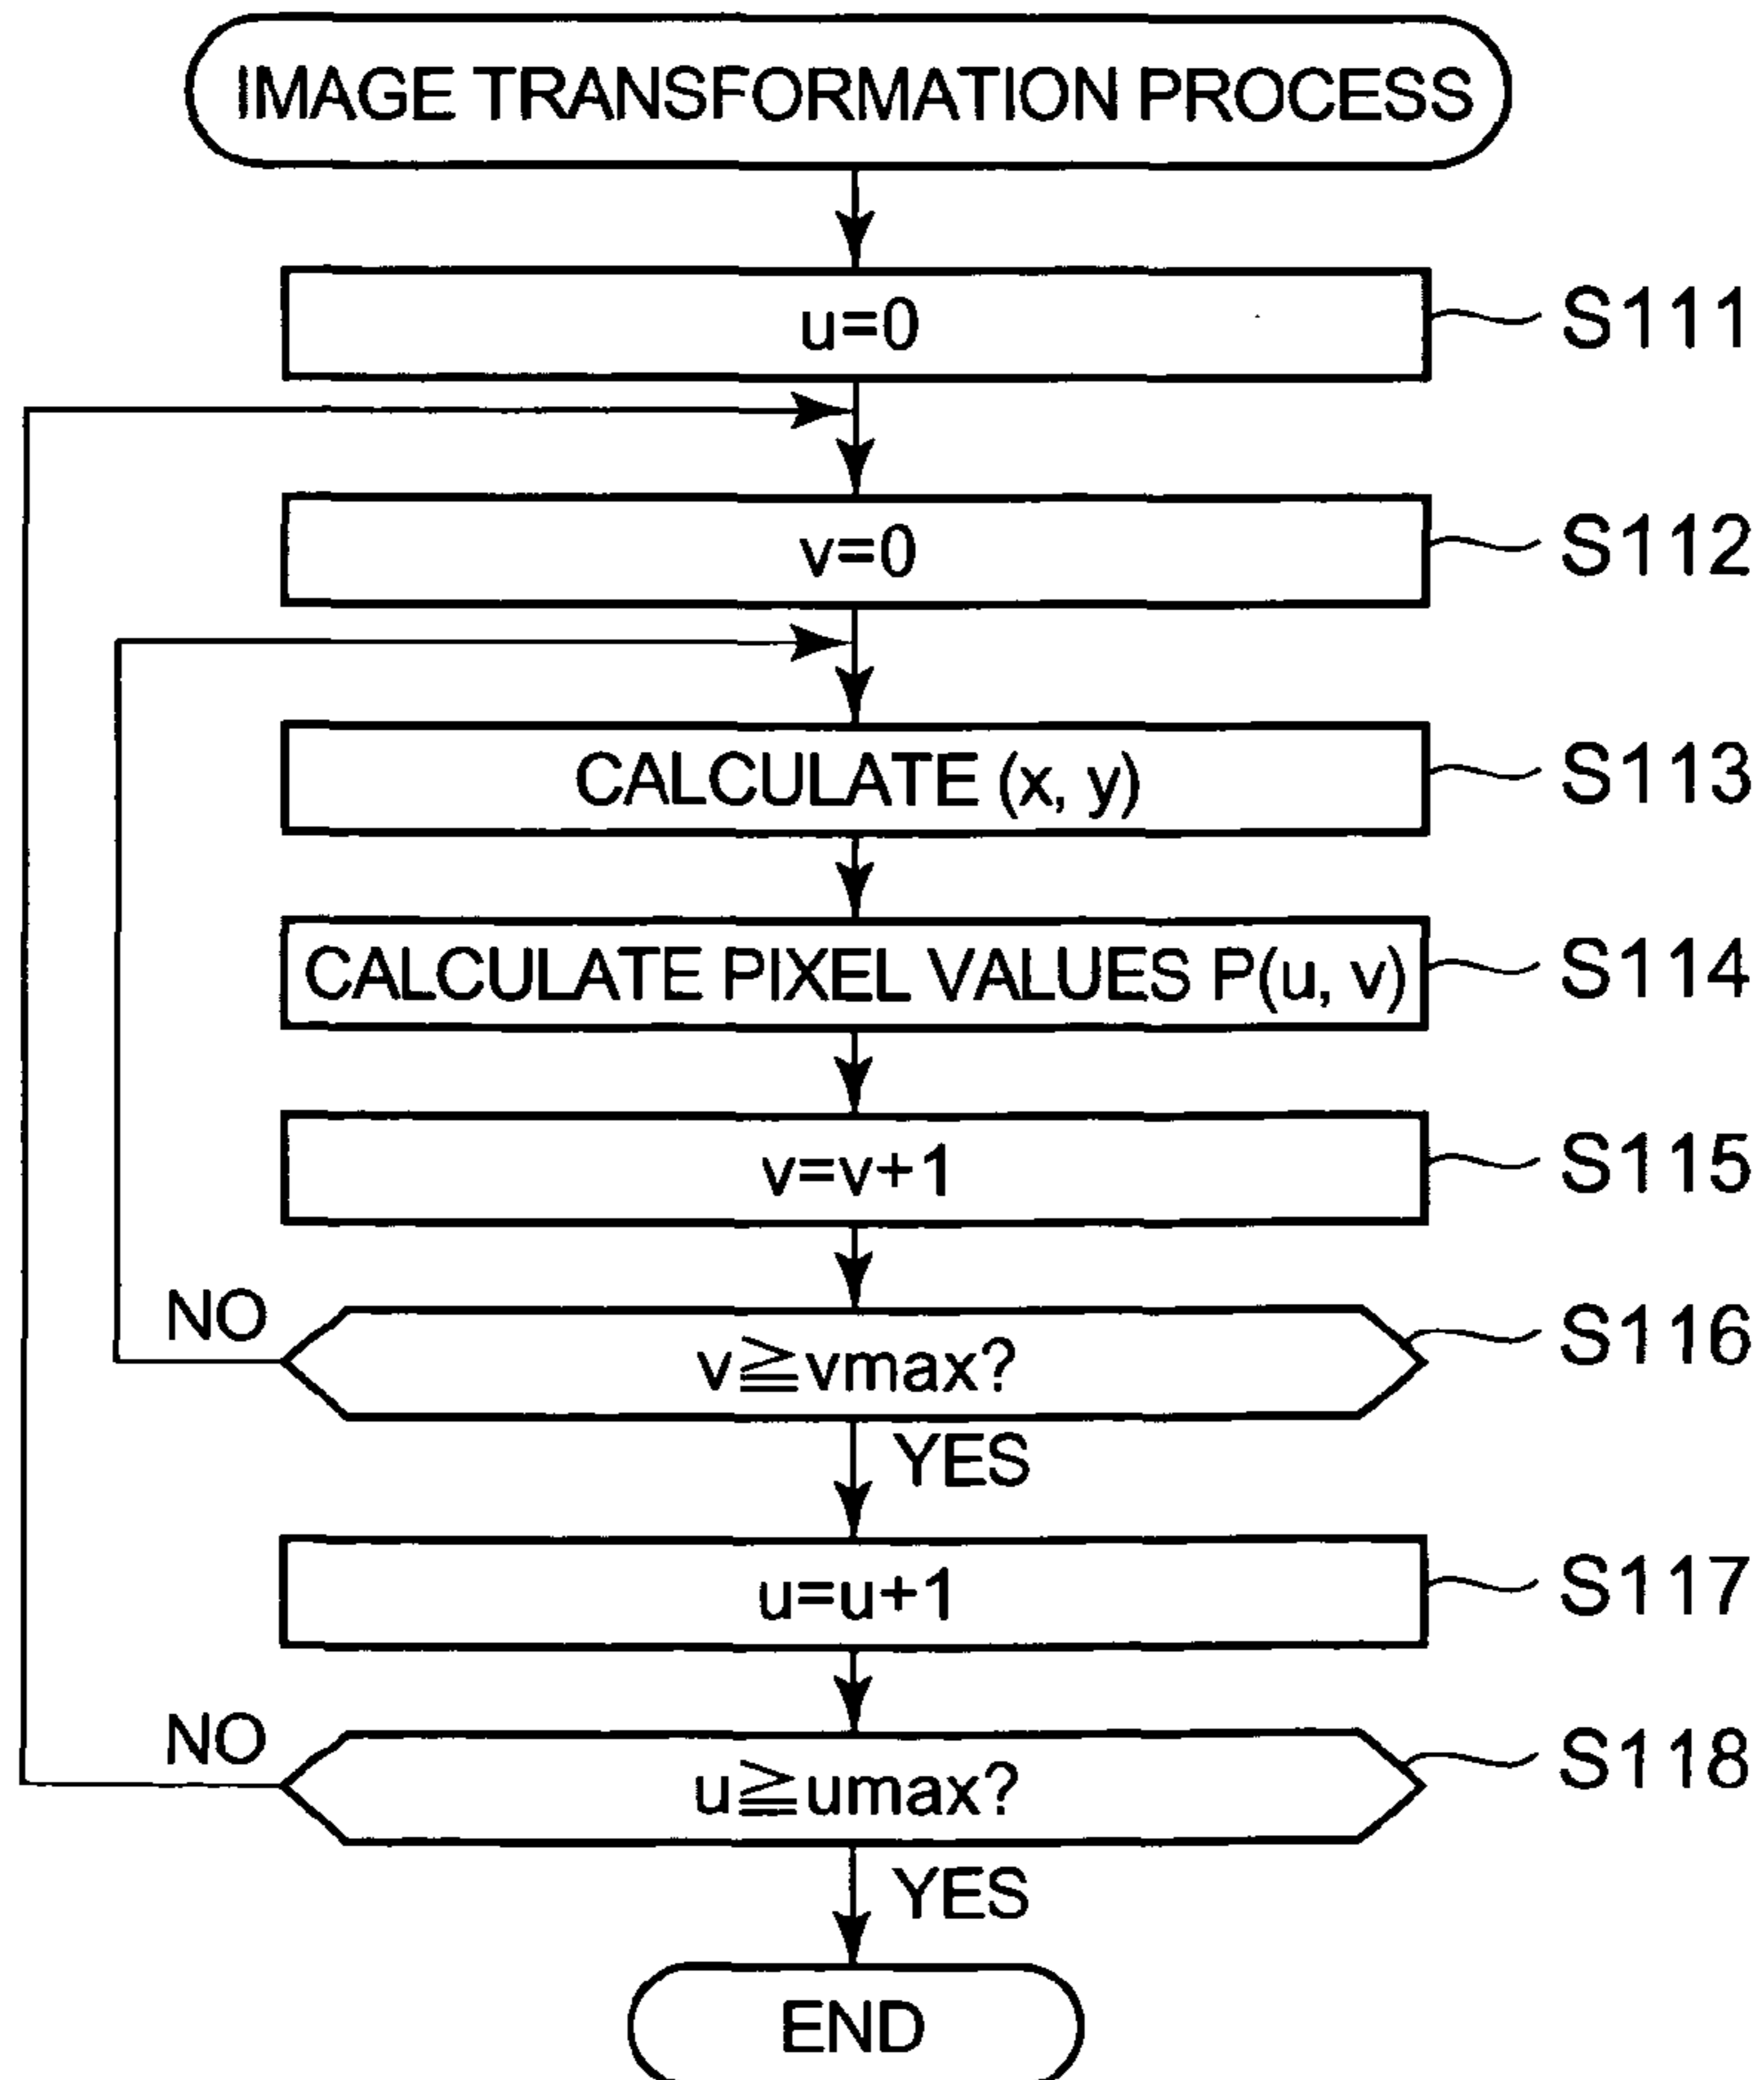 IMAGE TRANSFORMATION PROCESS
u=0
S111
v=0
S112
CALCULATE (x, y)
S113
CALCULATE PIXEL VALUES P(u, v)
S114
v=v+1
S115
NO
v≧vmax?
S116
YES
u=u+1
S117
NO
u≧umax?
S118
YES
END